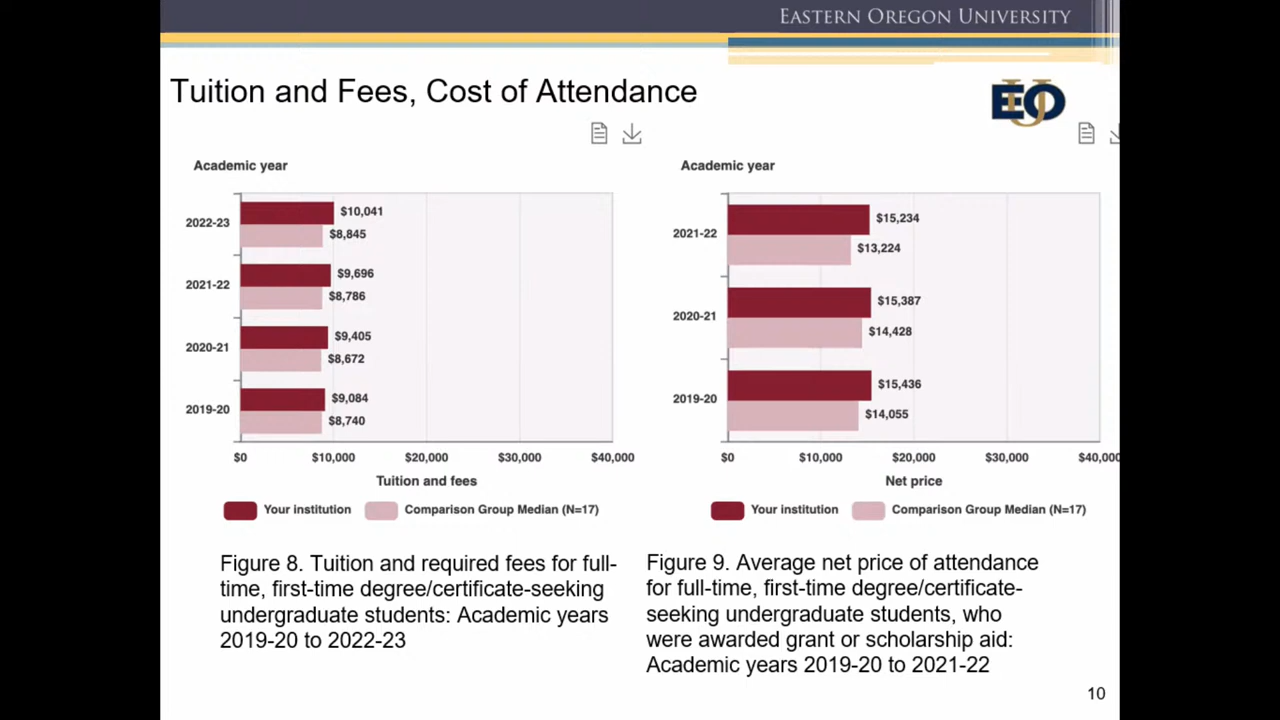 EASTERN OREGON UNIVERSITY
Tuition and Fees, Cost of Attendance
EOU
Academic year
2022-23
$10,041
$8,845
2021-22
$9,696
$8,786
2020-21
$9,405
$8,672
2019-20
$9,084
$8,740
$0 $10,000 $20,000 $30,000 $40,000
Tuition and fees
Your institution Comparison Group Median (N=17)
Figure 8. Tuition and required fees for full-
time, first-time degree/certificate-seeking
undergraduate students: Academic years
2019-20 to 2022-23
Academic year
2021-22
$15,234
$13,224
2020-21
$15,387
$14,428
2019-20
$15,436
$14,055
$0 $10,000 $20,000 $30,000 $40,000
Net price
Your institution Comparison Group Median (N=17)
Figure 9. Average net price of attendance
for full-time, first-time degree/certificate-
seeking undergraduate students, who
were awarded grant or scholarship aid:
Academic years 2019-20 to 2021-22
10